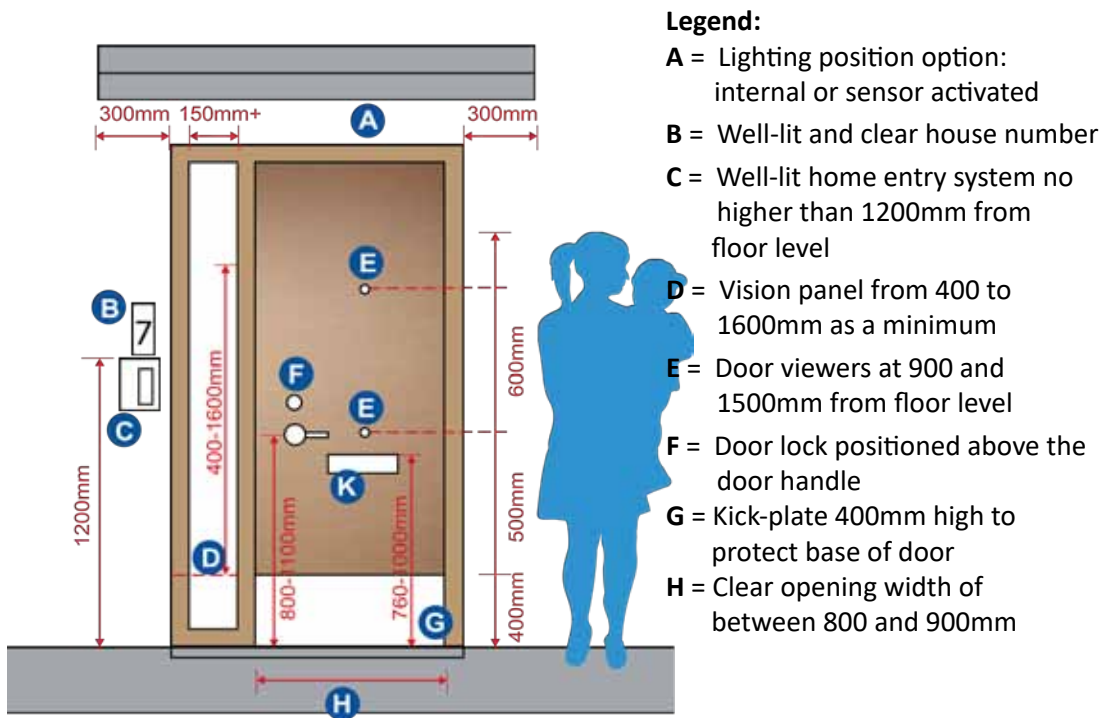 300mm 150mm+ 300mm
A
B
7
C
1200mm
400-1600mm
D
E
F
E
K
800-1100mm
760-1000mm
G
600mm
500mm
400mm
H
Legend:
A = Lighting position option:
internal or sensor activated
B = Well-lit and clear house number
C = Well-lit home entry system no
higher than 1200mm from
floor level
D = Vision panel from 400 to
1600mm as a minimum
E = Door viewers at 900 and
1500mm from floor level
F = Door lock positioned above the
door handle
G = Kick-plate 400mm high to
protect base of door
H = Clear opening width of
between 800 and 900mm